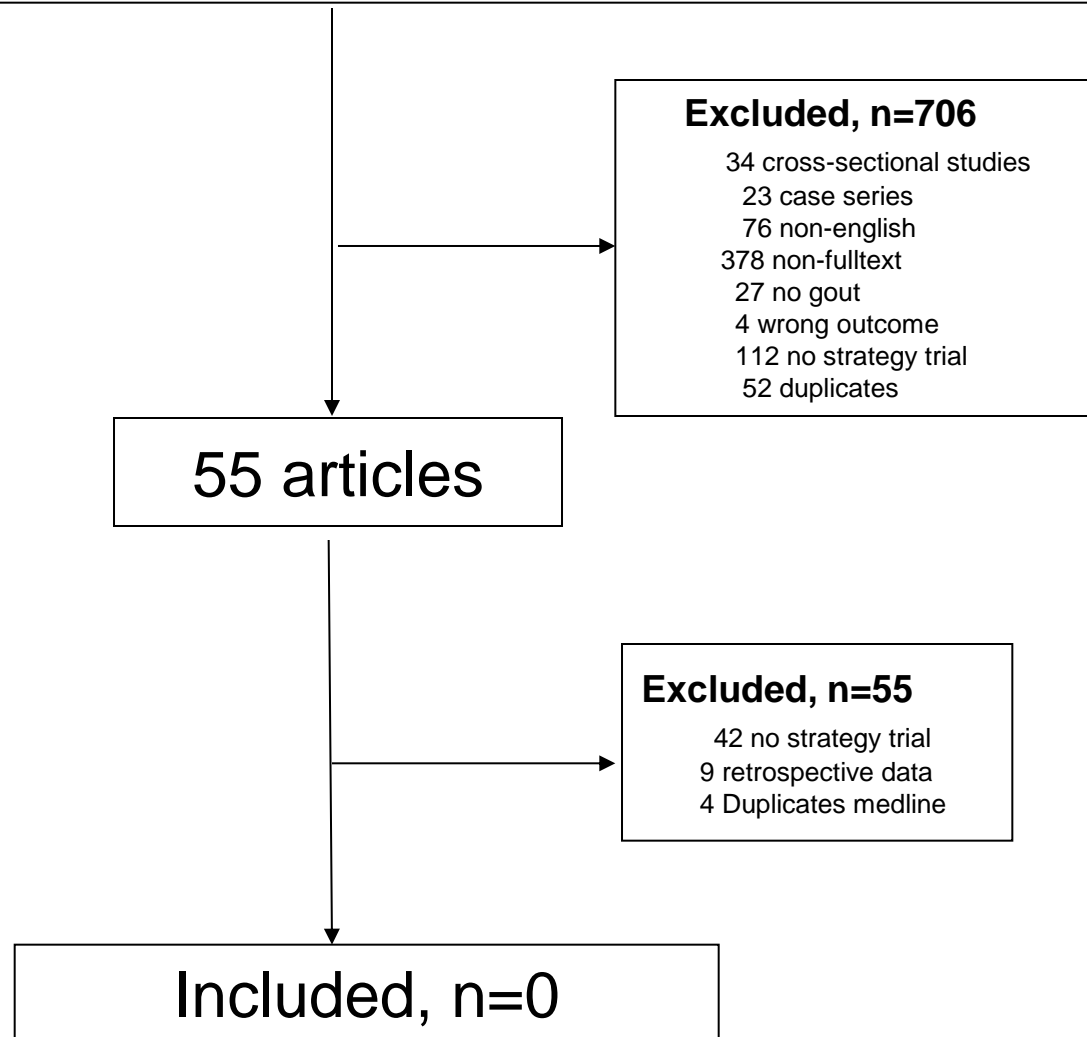 Excluded, n=706
34 cross-sectional studies
23 case series
76 non-english
378 non-fulltext
27 no gout
4 wrong outcome
112 no strategy trial
52 duplicates
55 articles
Excluded, n=55
42 no strategy trial
9 retrospective data
4 Duplicates medline
Included, n=0